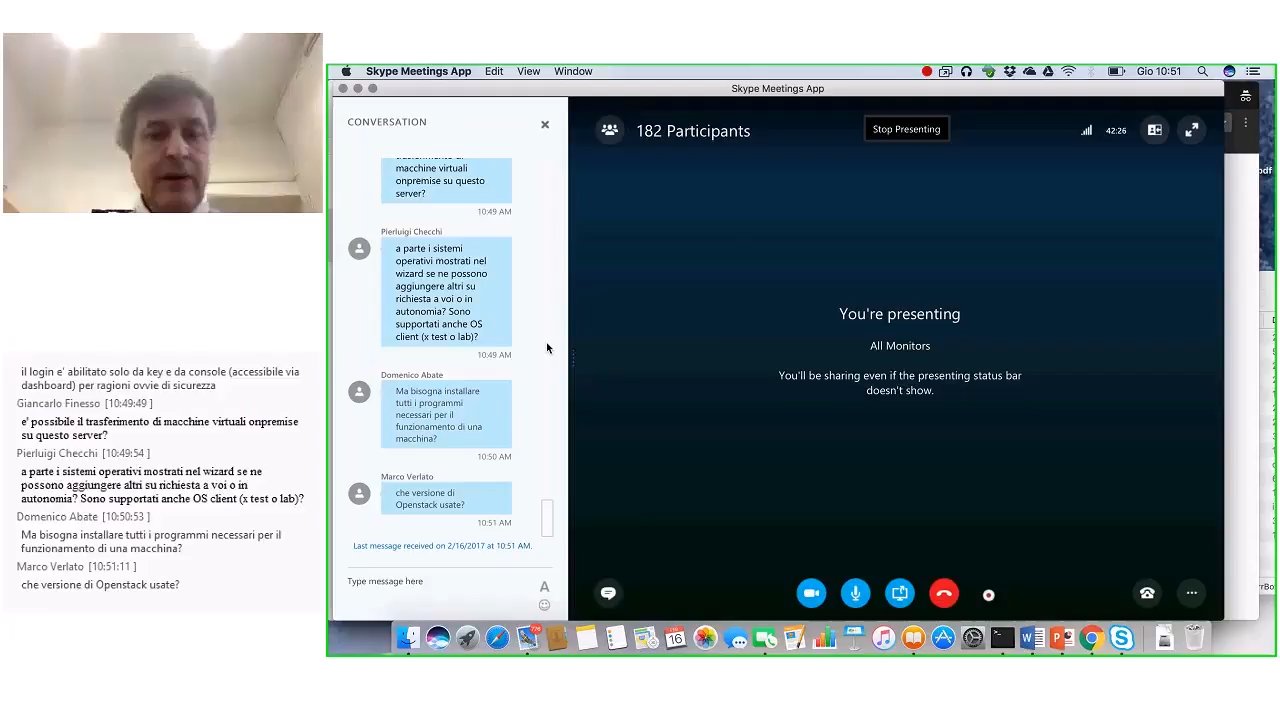 Skype Meetings App Edit View Window Gio 10:51
Skype Meetings App
CONVERSATION
macchine virtuali
onpremise su questo
server?
10:49 AM
Pierluigi Checchi
a parte i sistemi
operativi mostrati nel
wizard se ne possono
aggiungere altri su
richiesta a voi o in
autonomia? Sono
supportati anche OS
client (x test o lab)?
10:49 AM
Domenico Abate
Ma bisogna installare
tutti i programmi
necessari per il
funzionamento di una
macchina?
10:50 AM
Marco Verlato
che versione di
Openstack usate?
10:51 AM
Last message received on 2/16/2017 at 10:51 AM.
Type message here
A
182 Participants
Stop Presenting
42:26
You're presenting
All Monitors
You'll be sharing even if the presenting status bar
doesn't show.
pdf
16
il login e' abilitato solo da key e da console (accessibile via
dashboard) per ragioni ovvie di sicurezza
Giancarlo Finesso [10:49:49 ]
e' possibile il trasferimento di macchine virtuali onpremise
su questo server?
Pierluigi Checchi [10:49:54 ]
a parte i sistemi operativi mostrati nel wizard se ne
possono aggiungere altri su richiesta a voi o in
autonomia? Sono supportati anche OS client (x test o lab)?
Domenico Abate [10:50:53 ]
Ma bisogna installare tutti i programmi necessari per il
funzionamento di una macchina?
Marco Verlato [10:51:11 ]
che versione di Openstack usate?